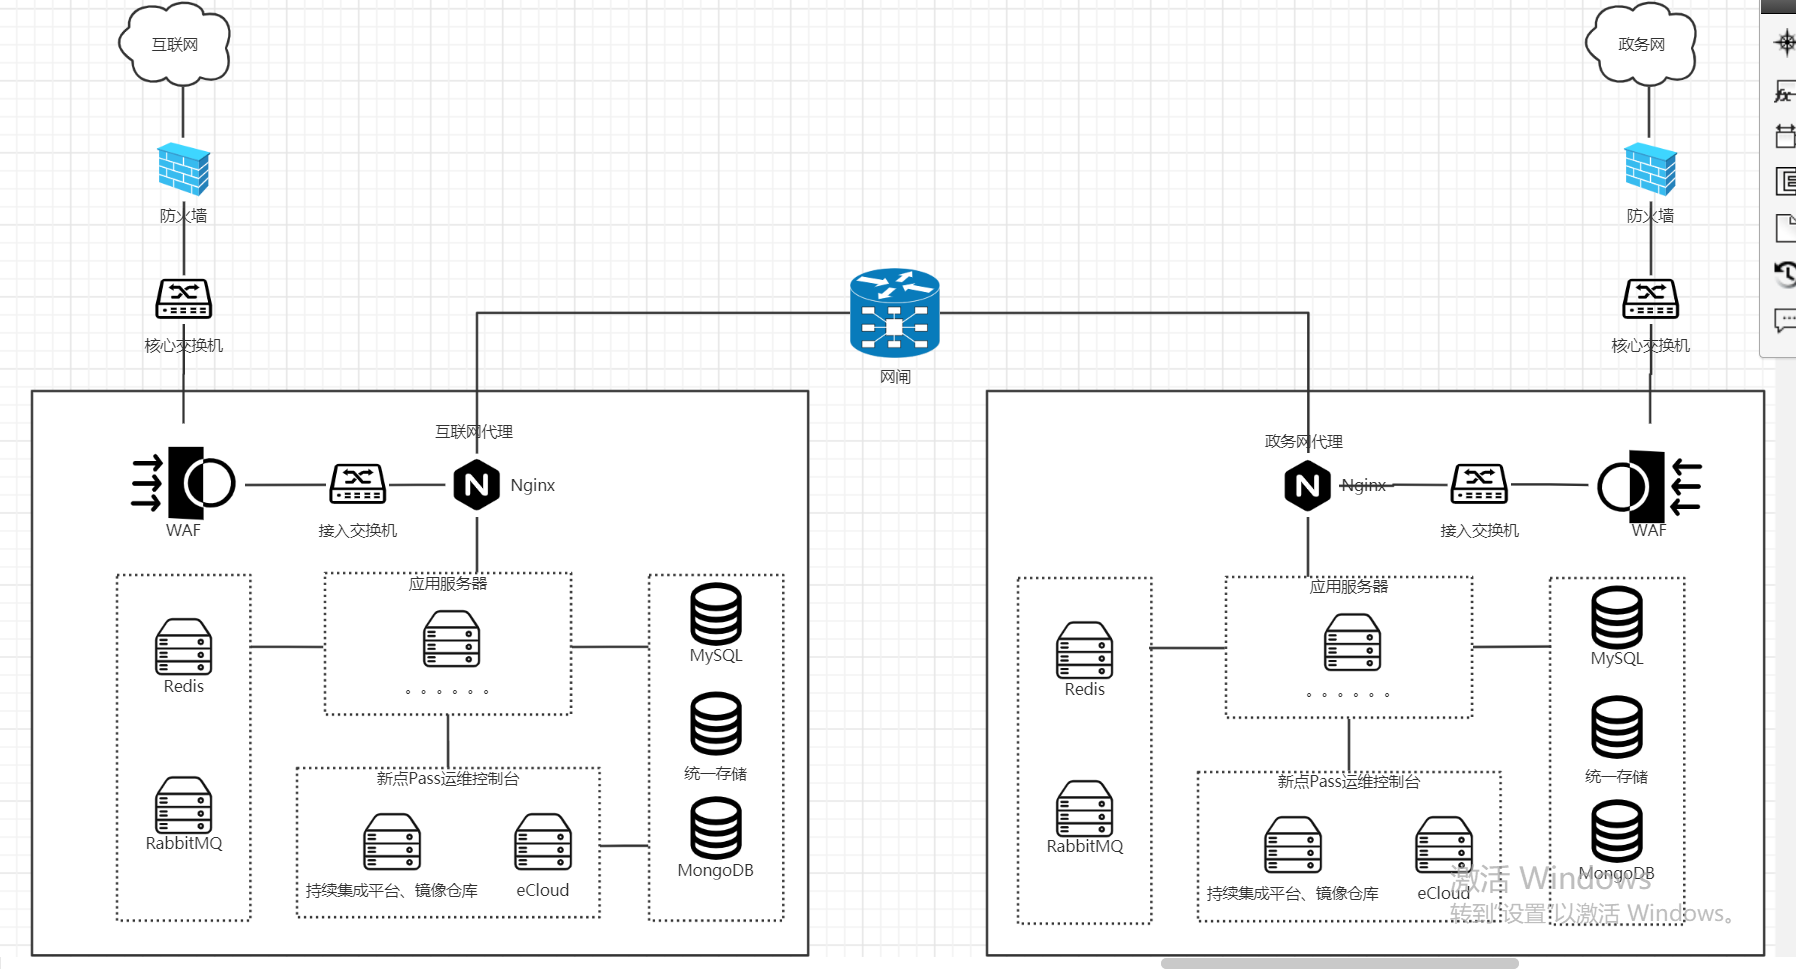 互联网
政务网
防火墙
防火墙
核心交换机
核心交换机
网闸
互联网代理
政务网代理
Nginx
Nginx
WAF
接入交换机
接入交换机
WAF
应用服务器
应用服务器
MySQL
MySQL
Redis
Redis
。。。。。。
。。。。。。
统一存储
统一存储
新点Pass运维控制台
新点Pass运维控制台
RabbitMQ
RabbitMQ
MongoDB
MongoDB
持续集成平台、镜像仓库
eCloud
持续集成平台、镜像仓库
eCloud
激活 Windows
转到"设置"以激活 Windows。
fx